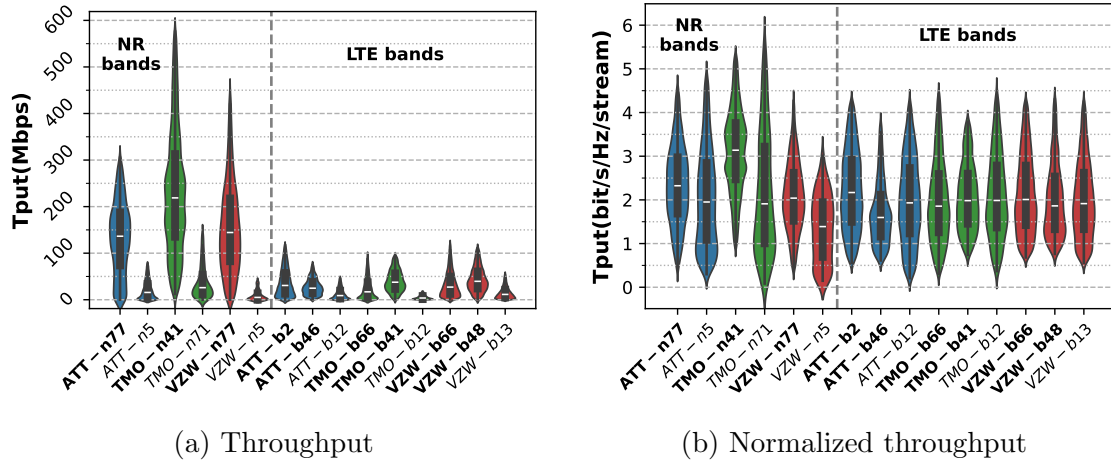 Tput(Mbps)
600
500
400
300
200
100
0
NR
bands
LTE bands
ATT − n77
ATT − n5
TMO − n41
TMO − n71
VZW − n77
VZW − n5
ATT − b2
ATT − b46
ATT − b12
TMO − b66
TMO − b41
TMO − b12
VZW − b66
VZW − b48
VZW − b13
(a) Throughput
Tput(bit/s/Hz/stream)
6
5
4
3
2
1
0
NR
bands
LTE bands
ATT − n77
ATT − n5
TMO − n41
TMO − n71
VZW − n77
VZW − n5
ATT − b2
ATT − b46
ATT − b12
TMO − b66
TMO − b41
TMO − b12
VZW − b66
VZW − b48
VZW − b13
(b) Normalized throughput